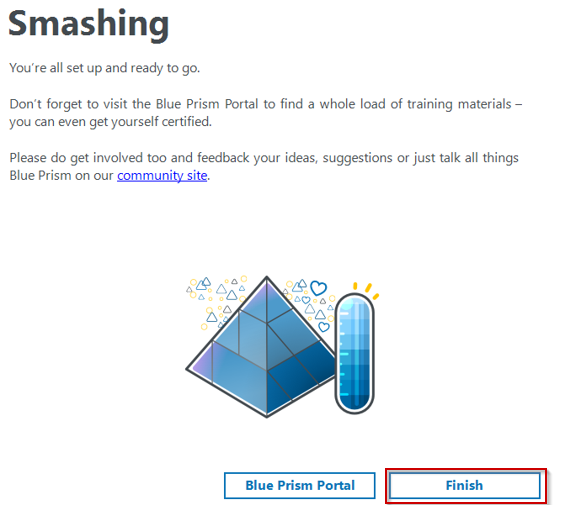 Smashing
You’re all set up and ready to go.
Don’t forget to visit the Blue Prism Portal to find a whole load of training materials –
you can even get yourself certified.
Please do get involved too and feedback your ideas, suggestions or just talk all things
Blue Prism on our community site.
Blue Prism Portal
Finish